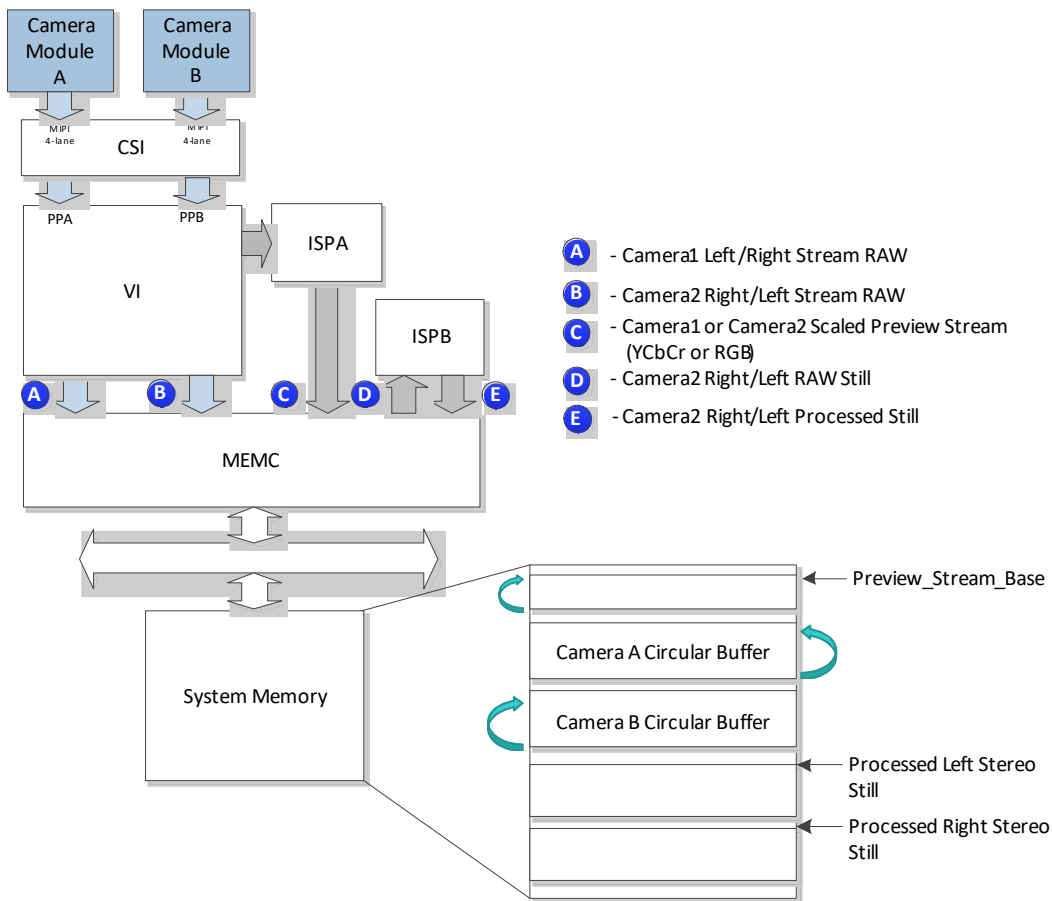 Camera
Module
A
Camera
Module
B
MIPI
4-lane
MIPI
4-lane
CSI
PPA
PPB
VI
ISPA
ISPB
A
B
C
D
E
MEMC
System Memory
A - Camera1 Left/Right Stream RAW
B - Camera2 Right/Left Stream RAW
C - Camera1 or Camera2 Scaled Preview Stream
(YCbCr or RGB)
D - Camera2 Right/Left RAW Still
E - Camera2 Right/Left Processed Still
Preview_Stream_Base
Camera A Circular Buffer
Camera B Circular Buffer
Processed Left Stereo
Still
Processed Right Stereo
Still